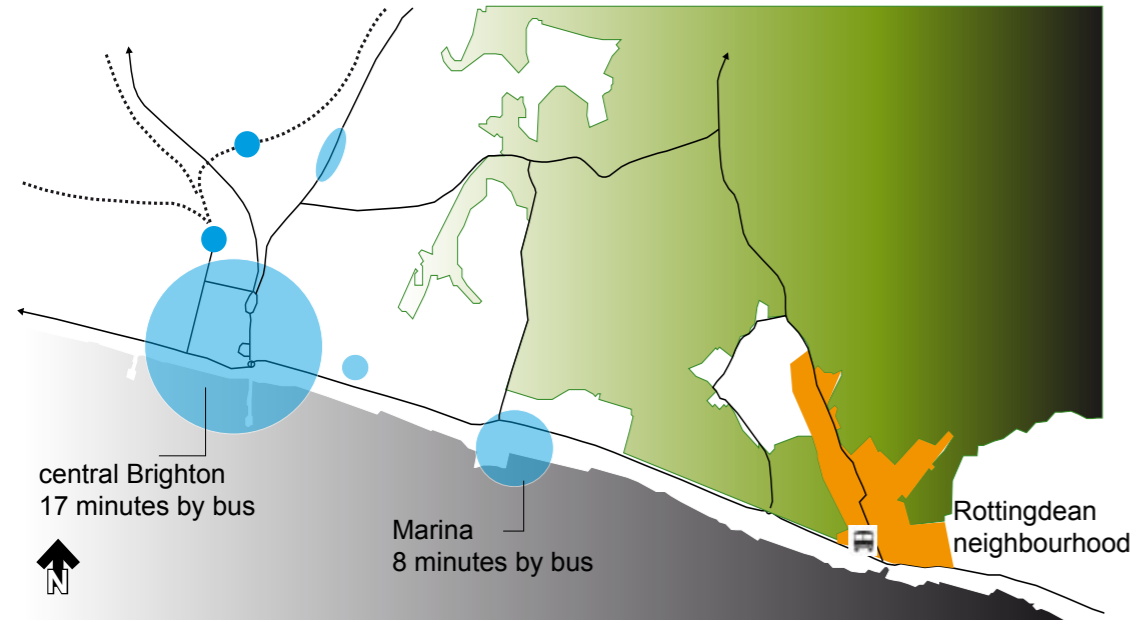 central Brighton
17 minutes by bus
Marina
8 minutes by bus
Rottingdean
neighbourhood
N